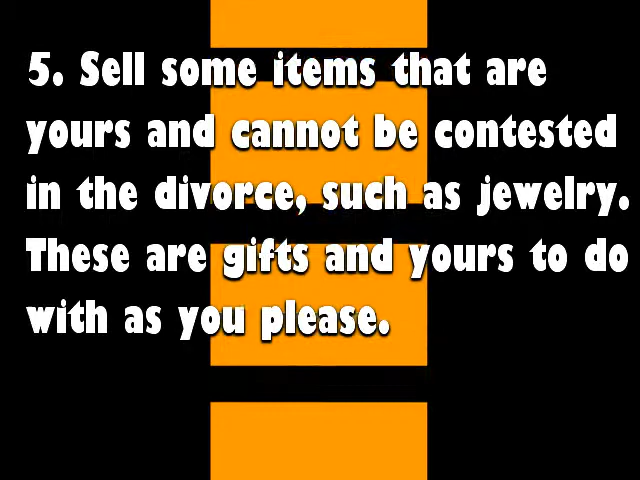 5. Sell some items that are
yours and cannot be contested
in the divorce, such as jewelry.
These are gifts and yours to do
with as you please.